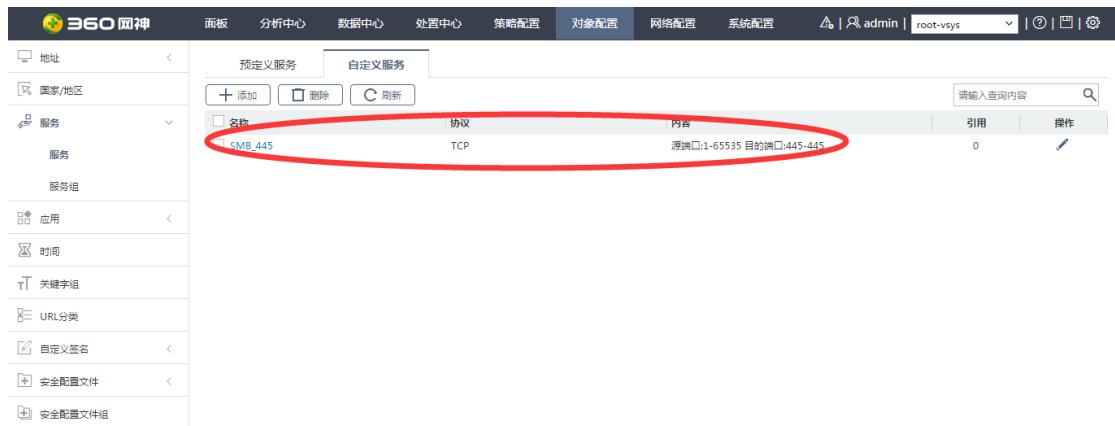 360网神 面板 分析中心 数据中心 处置中心 策略配置 对象配置 网络配置 系统配置 admin root-vsys
地址
国家/地区
服务
服务
服务组
应用
时间
关键字组
URL分类
自定义签名
安全配置文件
安全配置文件组
预定义服务 自定义服务
添加 删除 刷新 请输入查询内容
名称 协议 内容 引用 操作
SMB_445 TCP 源端口:1-65535 目的端口:445-445 0